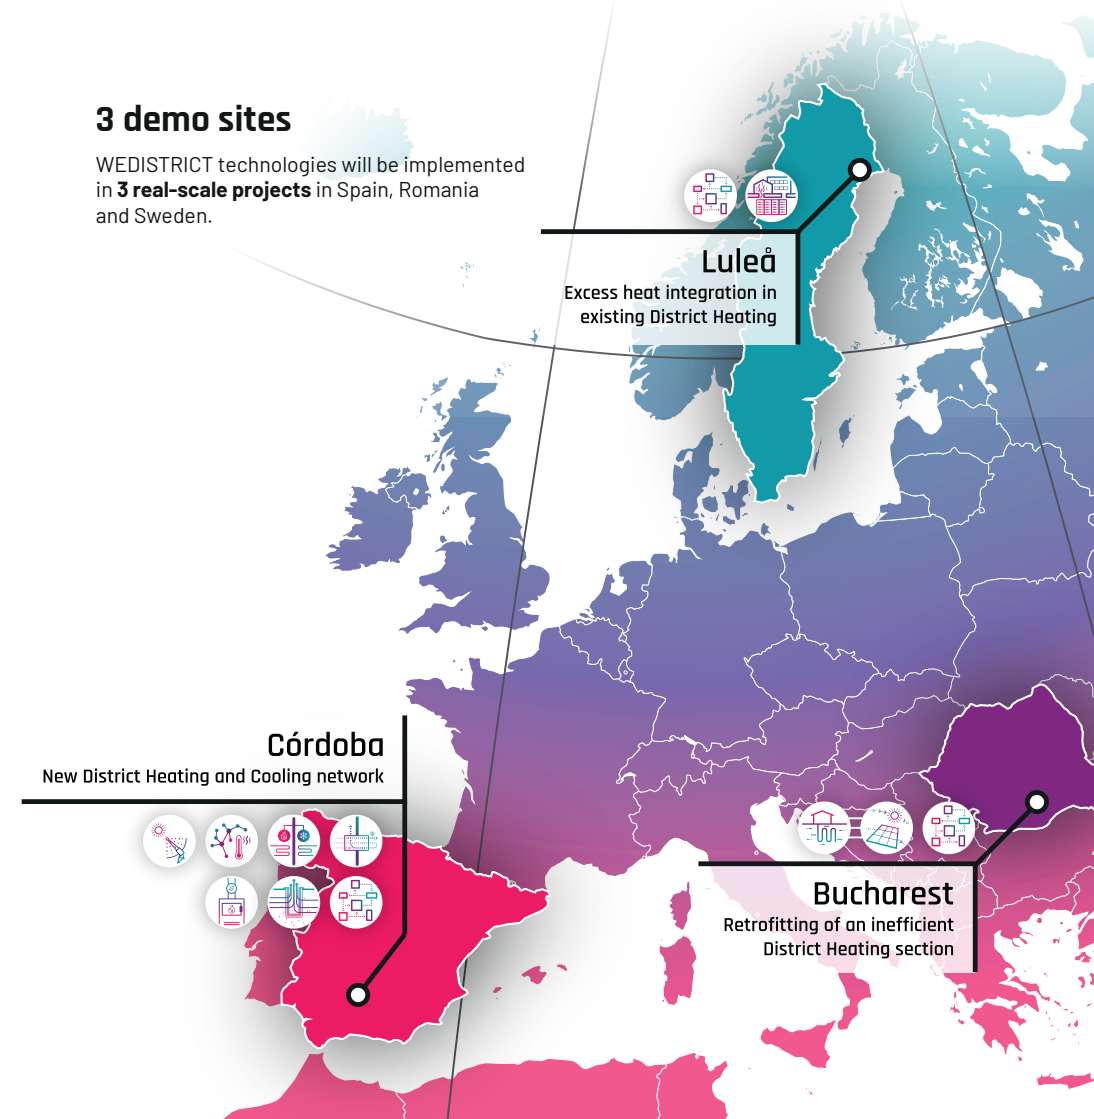 3 demo sites
WEDISTRICT technologies will be implemented
in 3 real-scale projects in Spain, Romania
and Sweden.
Luleå
Excess heat integration in
existing District Heating
Córdoba
New District Heating and Cooling network
Bucharest
Retrofitting of an inefficient
District Heating section